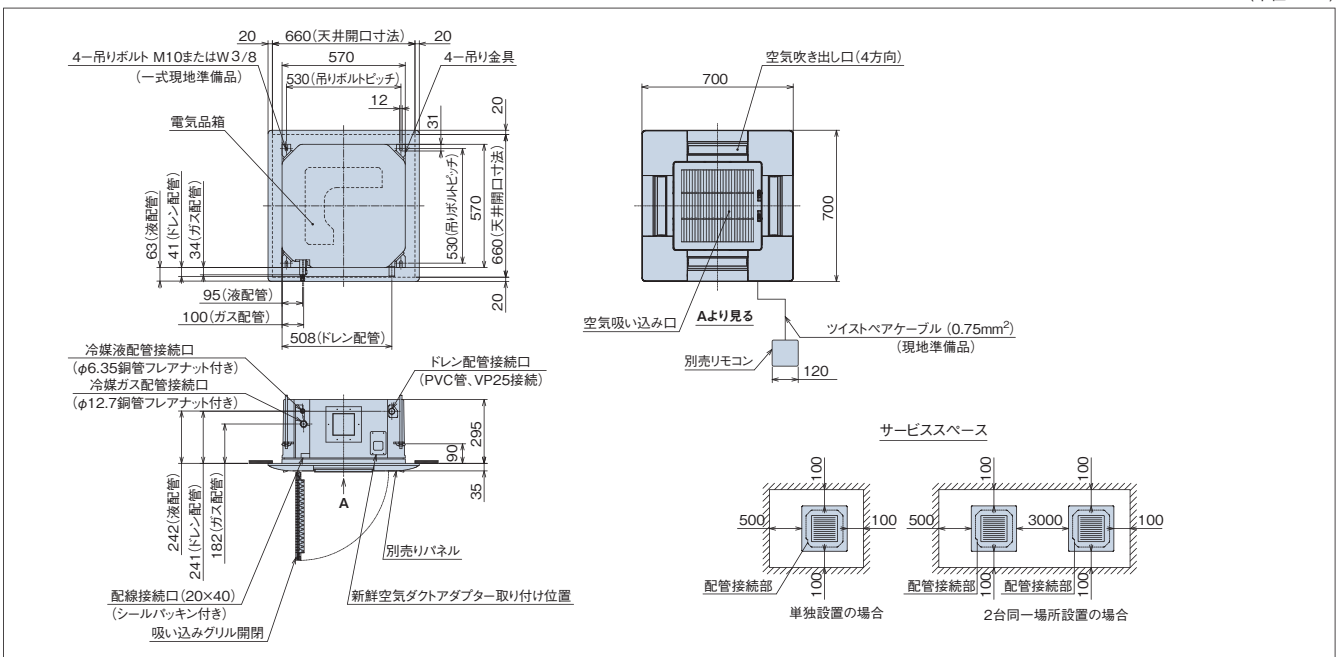 20
660(天井開口寸法)
20
4ー吊りボルト M10またはW3/8
(一式現地準備品)
570
4ー吊り金具
530(吊りボルトピッチ)
12
31
20
電気品箱
63(液配管)
41(ドレン配管)
34(ガス配管)
530(吊りボルトピッチ)
570
660(天井開口寸法)
20
95(液配管)
100(ガス配管)
508(ドレン配管)
空気吹き出し口(4方向)
700
700
空気吸い込み口
Aより見る
ツイストペアケーブル (0.75mm²)
(現地準備品)
別売リモコン
120
冷媒液配管接続口
(φ6.35銅管フレアナット付き)
冷媒ガス配管接続口
(φ12.7銅管フレアナット付き)
ドレン配管接続口
(PVC管、VP25接続)
242(液配管)
241(ドレン配管)
182(ガス配管)
90
295
35
A
別売りパネル
配線接続口(20×40)
(シールパッキン付き)
新鮮空気ダクトアダプター取り付け位置
吸い込みグリル開閉
サービススペース
100
500
100
100
配管接続部
単独設置の場合
100
100
500
3000
100
100
100
配管接続部
配管接続部
2台同一場所設置の場合